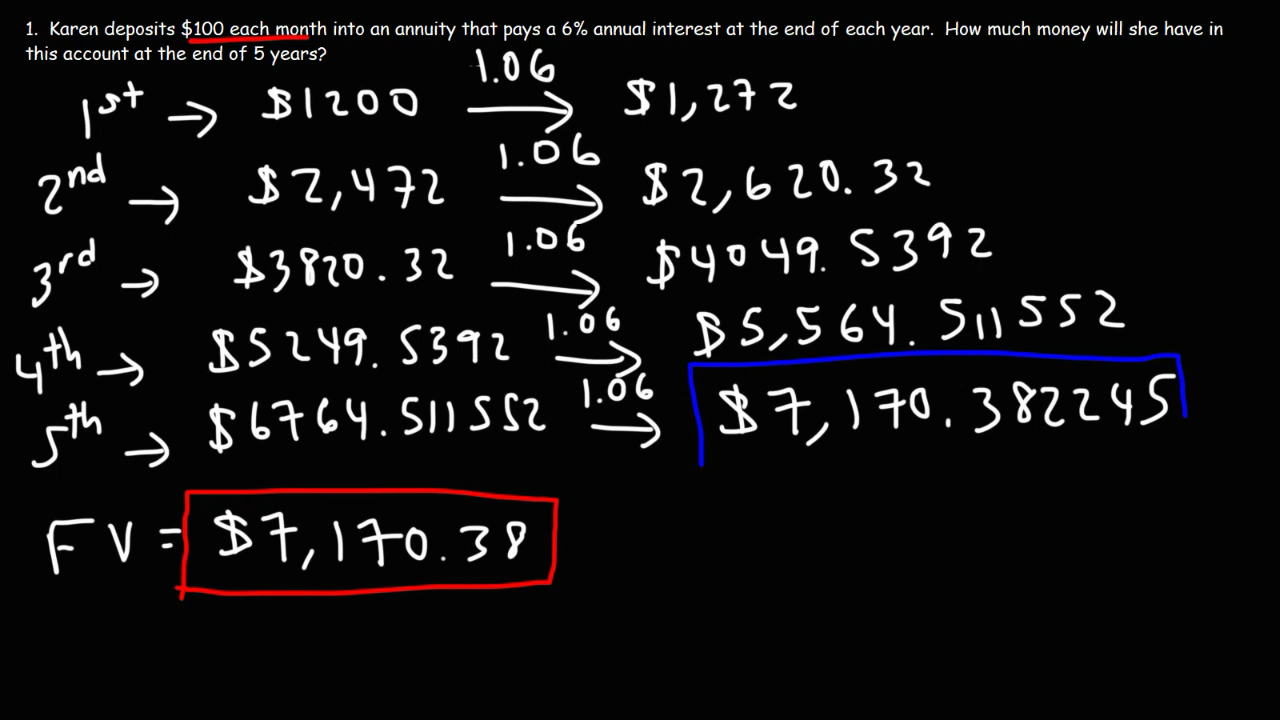 1. Karen deposits $100 each month into an annuity that pays a 6% annual interest at the end of each year. How much money will she have in
this account at the end of 5 years?
1st → $1200 1.06 → $1,272
2nd → $2,472 1.06 → $2,620.32
3rd → $3820.32 1.06 → $4049.5392
4th → $5249.5392 1.06 → $5,564.511552
5th → $6764.511552 1.06 → $7,170.382245
FV = $7,170.38